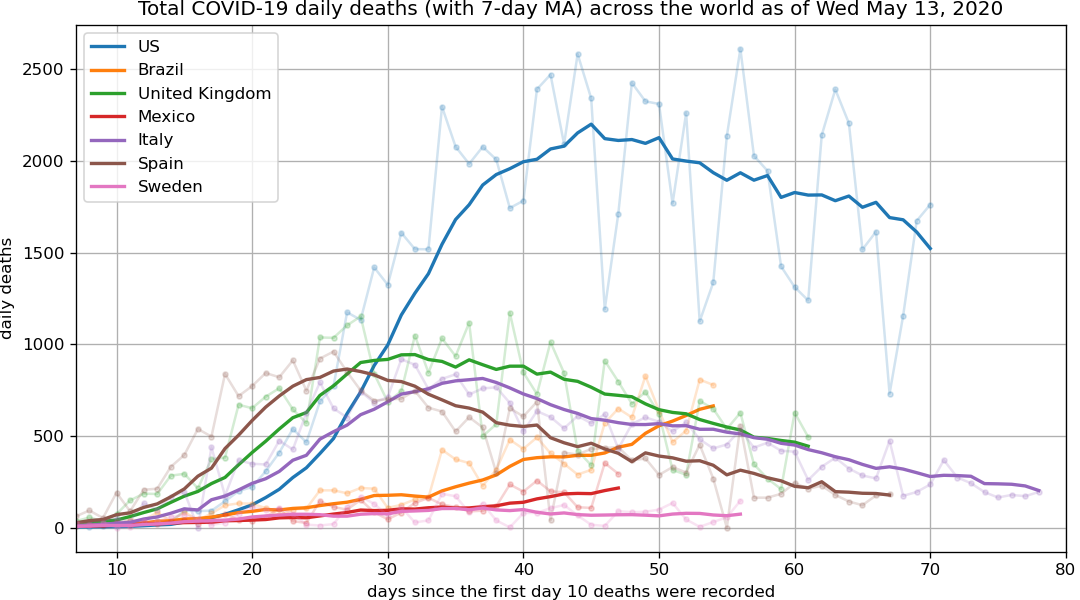 Total COVID-19 daily deaths (with 7-day MA) across the world as of Wed May 13, 2020
US
Brazil
United Kingdom
Mexico
Italy
Spain
Sweden
daily deaths
2500
2000
1500
1000
500
0
10 20 30 40 50 60 70 80
days since the first day 10 deaths were recorded